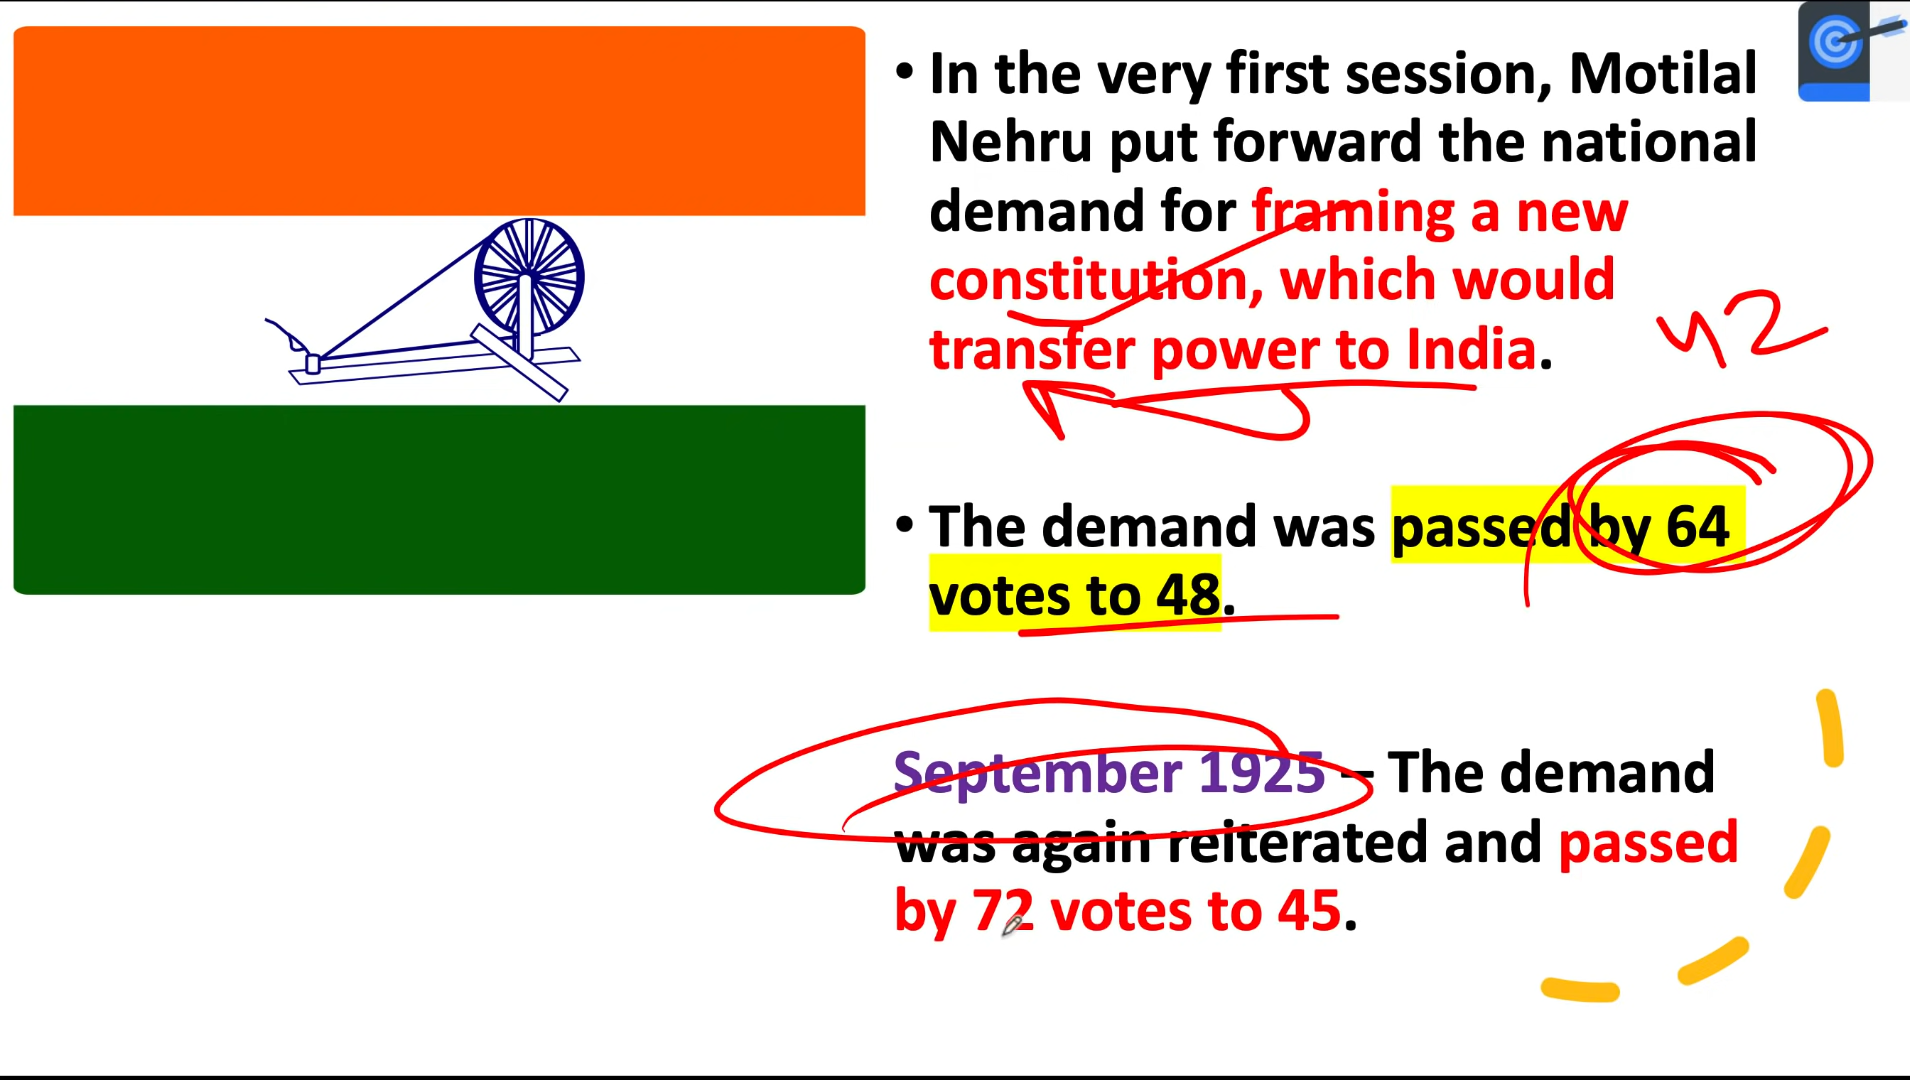 • In the very first session, Motilal
Nehru put forward the national
demand for framing a new
constitution, which would
transfer power to India.
42
• The demand was passed by 64
votes to 48.
September 1925 – The demand
was again reiterated and passed
by 72 votes to 45.